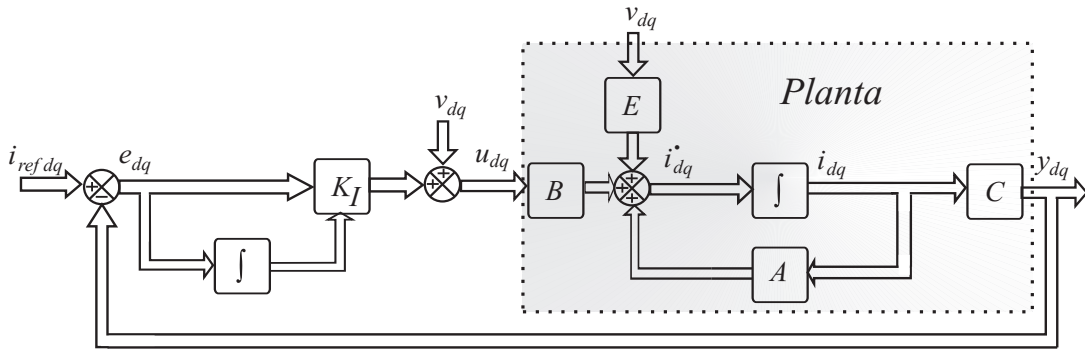 v_dq
Planta
E
v_dq
i_ref dq
e_dq
K_I
u_dq
B
i•_dq
∫
i_dq
C
y_dq
∫
A